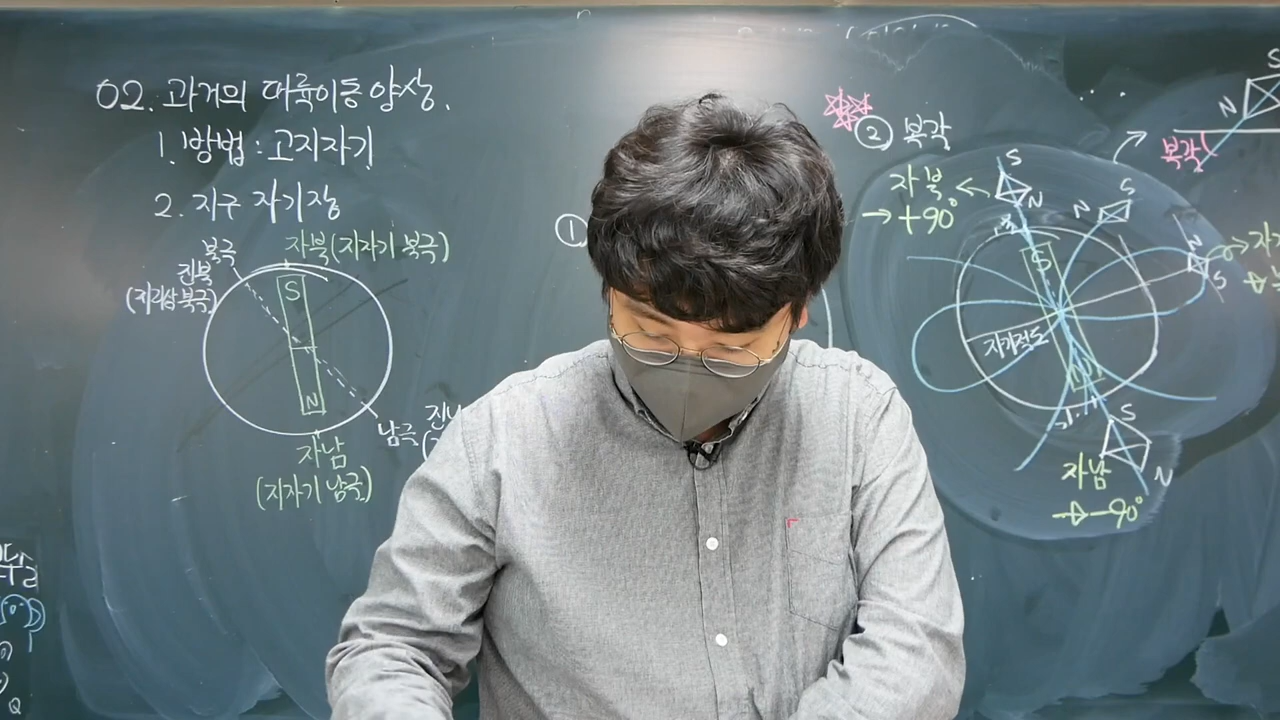 02. 과거의 대륙이동 양상.
1. 방법 : 고지자기
2. 지구 자기장
북극
진북
(지리상 북극)
자북(지자기 북극)
S
N
남극
자남
(지자기 남극)
①
② 복각
자북
→ +90°
S
N
N
S
N
S
S
자기적도
N
S
N
자남
→ -90°
S
N
복각
Q